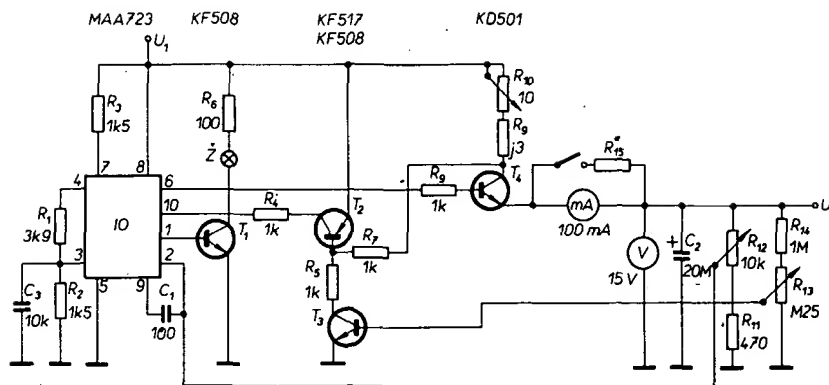 MAA723 KF508 KF517 KD501
KF508
U₁
R₃
1k5
R₆
100
Ž
R₁₀
10
R₉
j3
T₄
R₁₅*
mA
100 mA
U
4 7 8 6
10
1
IO
3 2
5 9
R₁
3k9
R₄
1k
T₁
T₂
R₉
1k
R₇
1k
R₅
1k
T₃
C₃
10k
R₂
1k5
C₁
100
V
15 V
+ C₂
20M
R₁₂
10k
R₁₁
470
R₁₄
1M
R₁₃
M25